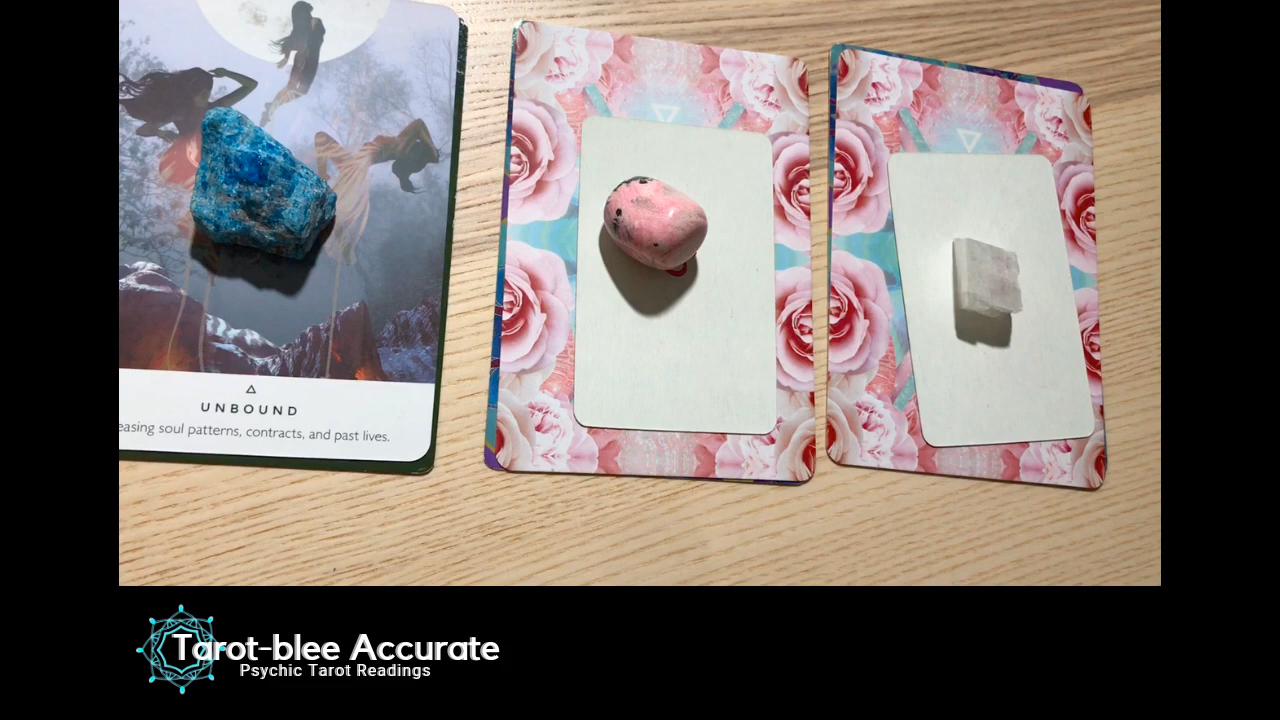 UNBOUND
easing soul patterns, contracts, and past lives.
Tarot-blee Accurate
Psychic Tarot Readings